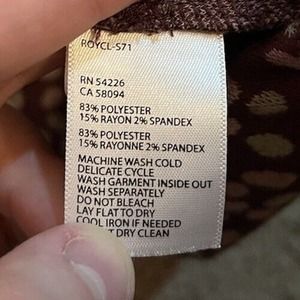 ROYCL-S71
RN 54226
CA 58094
83% POLYESTER
15% RAYON 2% SPANDEX
83% POLYESTER
15% RAYONNE 2% SPANDEX
MACHINE WASH COLD
DELICATE CYCLE
WASH GARMENT INSIDE OUT
WASH SEPARATELY
DO NOT BLEACH
LAY FLAT TO DRY
COOL IRON IF NEEDED
DRY CLEAN